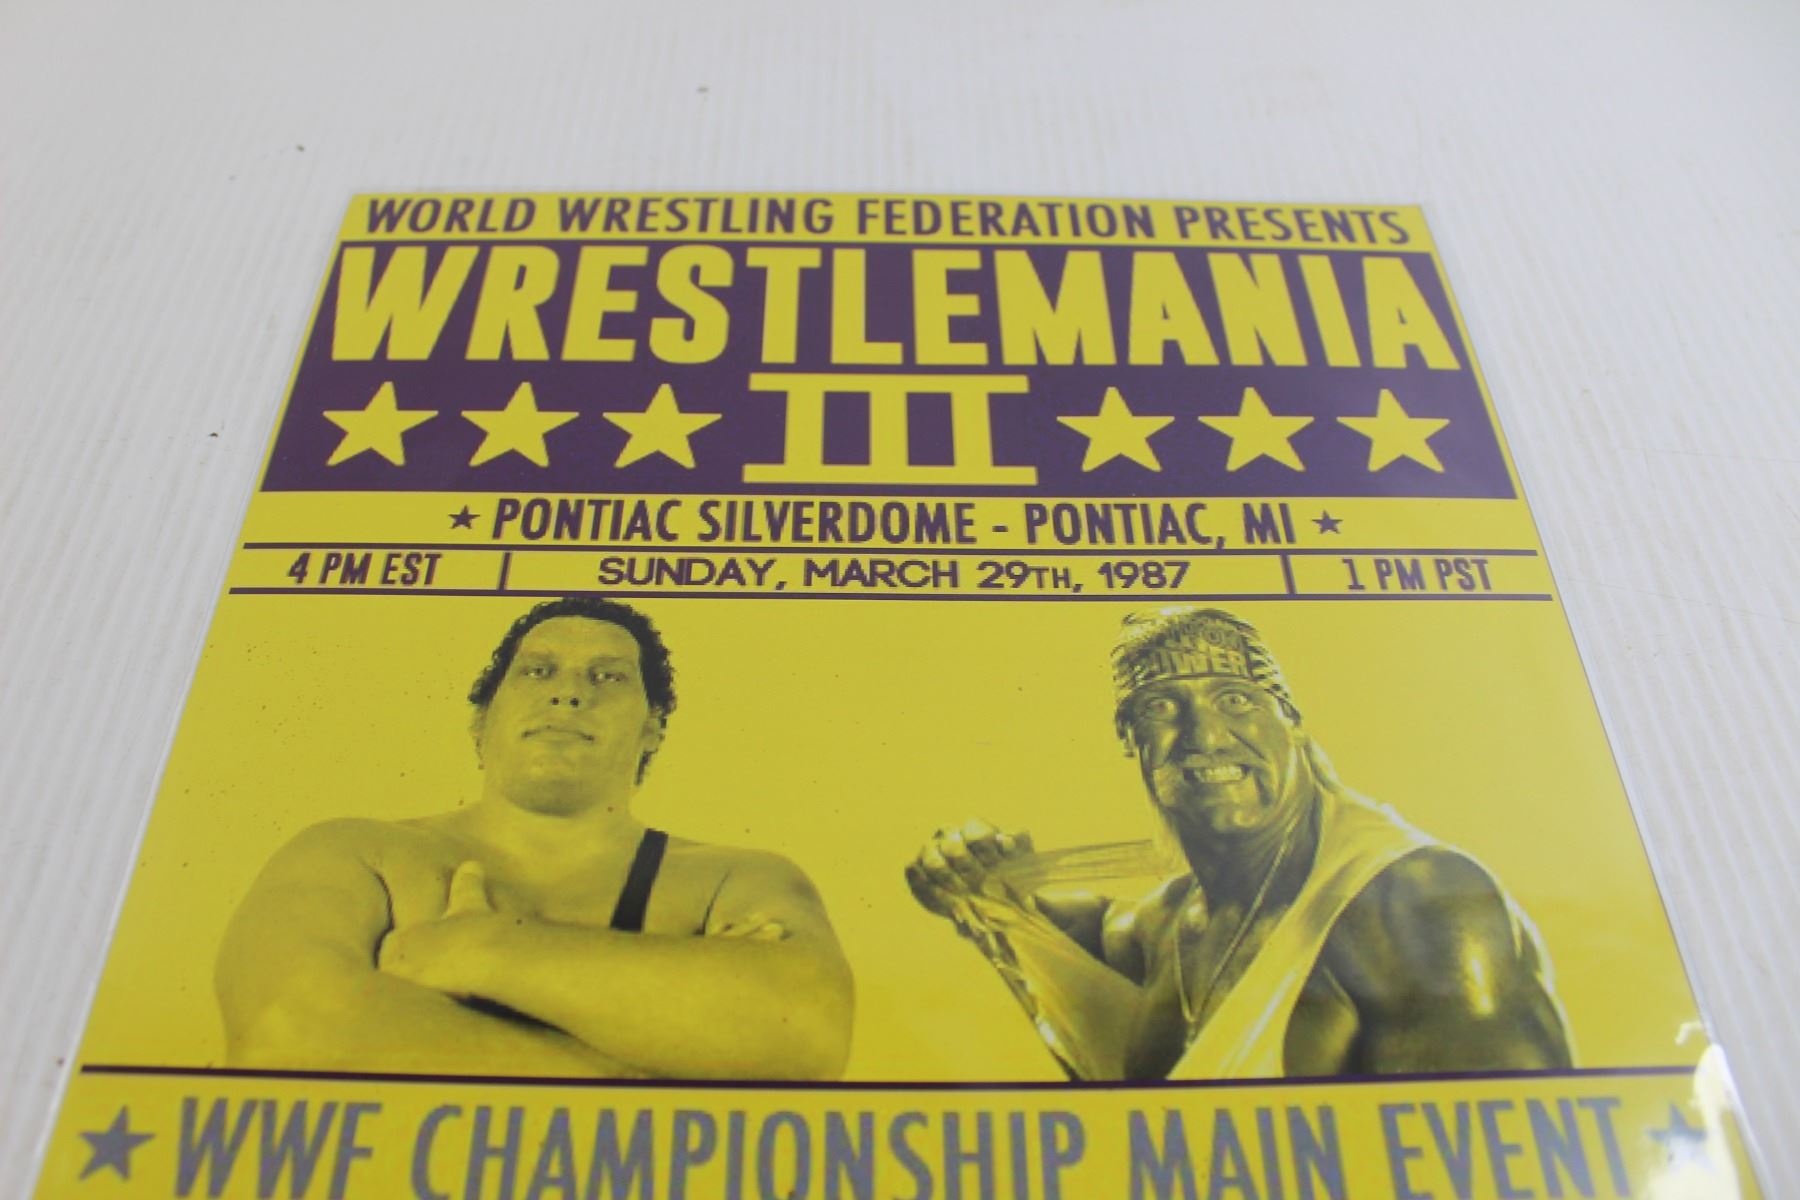 WORLD WRESTLING FEDERATION PRESENTS
WRESTLEMANIA
III
PONTIAC SILVERDOME - PONTIAC, MI
4 PM EST | SUNDAY, MARCH 29TH, 1987 | 1 PM PST
WWF CHAMPIONSHIP MAIN EVENT